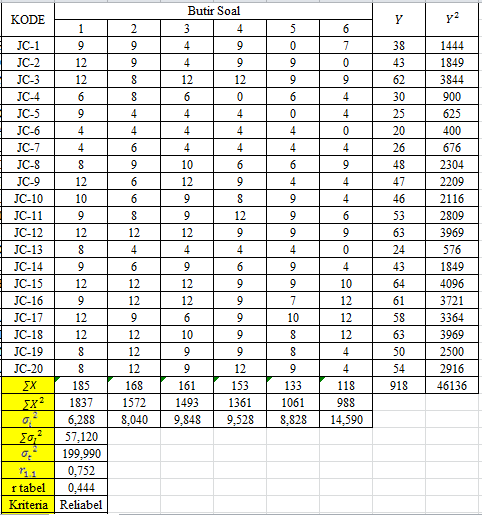 KODE Butir Soal Y Y²
1 2 3 4 5 6
JC-1 9 9 4 9 0 7 38 1444
JC-2 12 9 4 9 9 0 43 1849
JC-3 12 8 12 12 9 9 62 3844
JC-4 6 8 6 0 6 4 30 900
JC-5 9 4 4 4 0 4 25 625
JC-6 4 4 4 4 4 0 20 400
JC-7 4 6 4 4 4 4 26 676
JC-8 8 9 10 6 6 9 48 2304
JC-9 12 6 12 9 4 4 47 2209
JC-10 10 6 9 8 9 4 46 2116
JC-11 9 8 9 12 9 6 53 2809
JC-12 12 12 12 9 9 9 63 3969
JC-13 8 4 4 4 4 0 24 576
JC-14 9 6 9 6 9 4 43 1849
JC-15 12 12 12 9 9 10 64 4096
JC-16 9 12 12 9 7 12 61 3721
JC-17 12 9 6 9 10 12 58 3364
JC-18 12 12 10 9 8 12 63 3969
JC-19 8 12 9 9 8 4 50 2500
JC-20 8 12 9 12 9 4 54 2916
∑X 185 168 161 153 133 118 918 46136
∑X² 1837 1572 1493 1361 1061 988
σᵢ² 6,288 8,040 9,848 9,528 8,828 14,590
∑σᵢ² 57,120
σₜ² 199,990
r₁.₁ 0,752
r tabel 0,444
Kriteria Reliabel